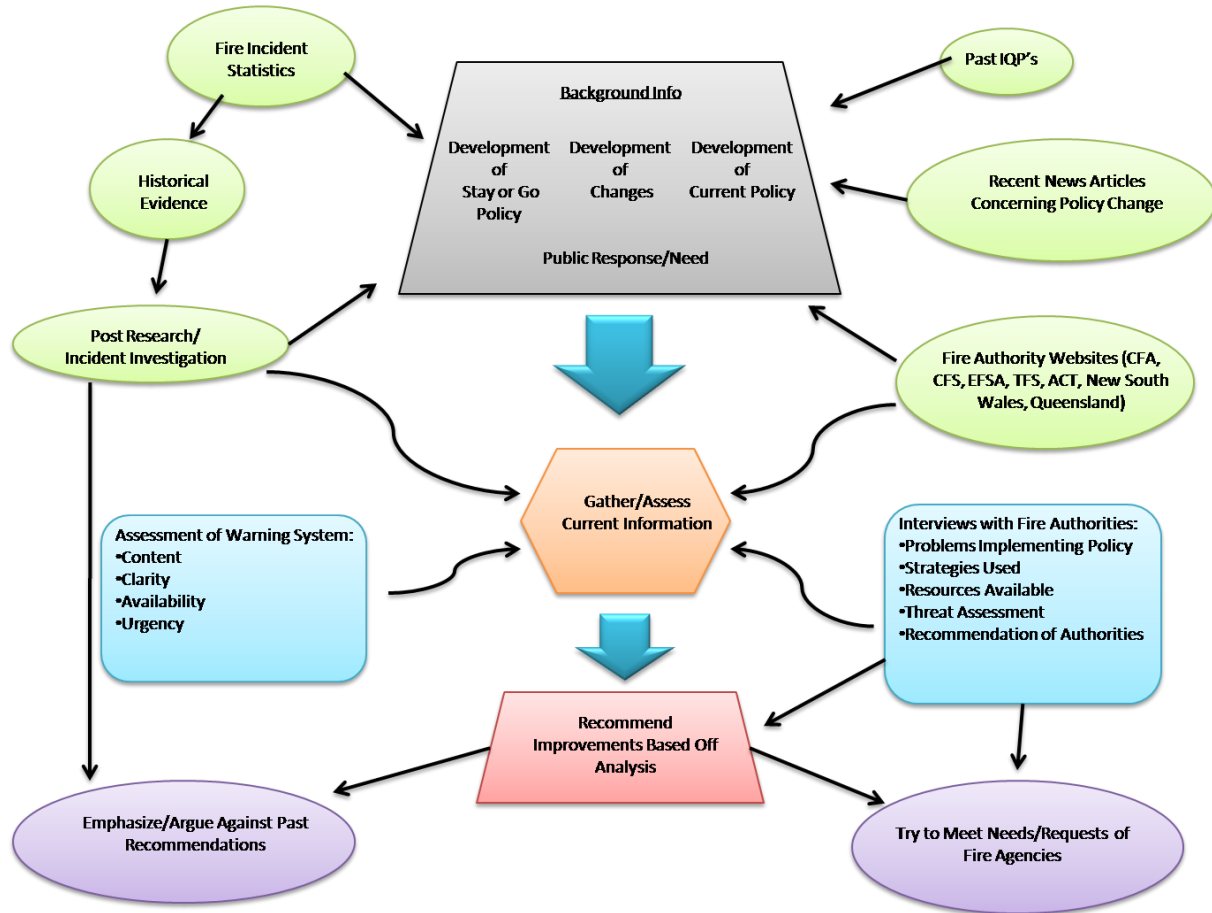 Fire Incident
Statistics
Past IQP's
Background Info
Development
of
Stay or Go
Policy
Development
of
Changes
Development
of
Current Policy
Public Response/Need
Historical
Evidence
Recent News Articles
Concerning Policy Change
Post Research/
Incident Investigation
Fire Authority Websites (CFA,
CFS, EFSA, TFS, ACT, New South
Wales, Queensland)
Gather/Assess
Current Information
Assessment of Warning System:
•Content
•Clarity
•Availability
•Urgency
Interviews with Fire Authorities:
•Problems Implementing Policy
•Strategies Used
•Resources Available
•Threat Assessment
•Recommendation of Authorities
Recommend
Improvements Based Off
Analysis
Emphasize/Argue Against Past
Recommendations
Try to Meet Needs/Requests of
Fire Agencies